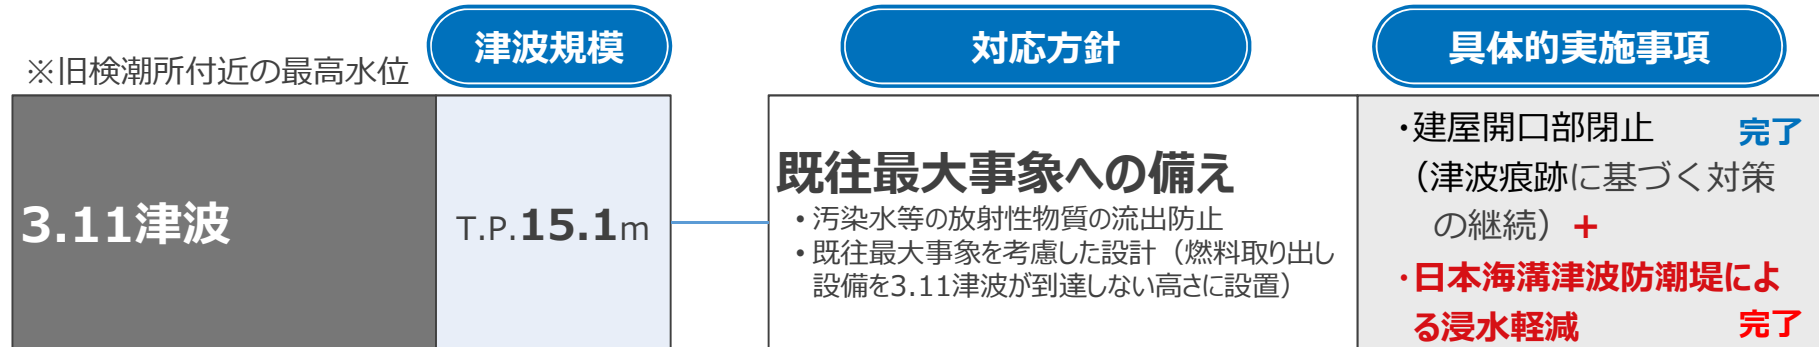 津波規模
対応方針
具体的実施事項
※旧検潮所付近の最高水位
3.11津波
T.P.15.1m
既往最大事象への備え
・汚染水等の放射性物質の流出防止
・既往最大事象を考慮した設計（燃料取り出し
設備を3.11津波が到達しない高さに設置）
・建屋開口部閉止 完了
（津波痕跡に基づく対策
の継続）+
・日本海溝津波防潮堤によ
る浸水軽減 完了